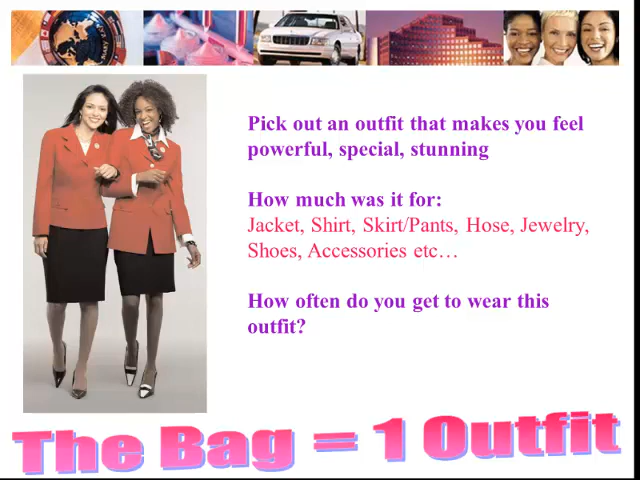 Pick out an outfit that makes you feel
powerful, special, stunning
How much was it for:
Jacket, Shirt, Skirt/Pants, Hose, Jewelry,
Shoes, Accessories etc…
How often do you get to wear this
outfit?
The Bag = 1 Outfit